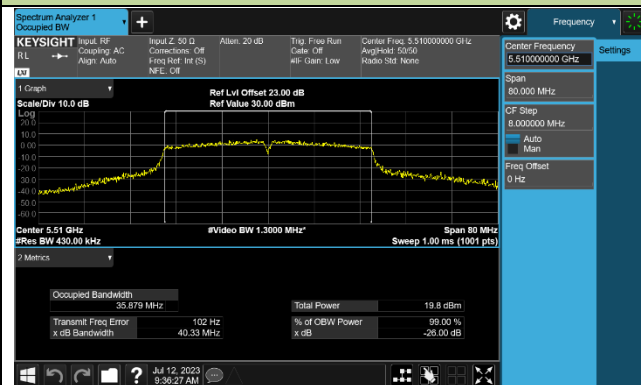 Spectrum Analyzer 1
Occupied BW
Frequency
KEYSIGHT
Input: RF
Coupling: AC
Align: Auto
Input Z: 50 Ω
Corrections: Off
Freq Ref: Int (S)
NFE: Off
Atten: 20 dB
Trig: Free Run
Gate: Off
#IF Gain: Low
Center Freq: 5.510000000 GHz
Avg|Hold: 50/50
Radio Std: None
RL
LXI
1 Graph
Scale/Div 10.0 dB
Ref Lvl Offset 23.00 dB
Ref Value 30.00 dBm
Log
20.0
10.0
0.00
-10.0
-20.0
-30.0
-40.0
-50.0
-60.0
Center 5.51 GHz
#Res BW 430.00 kHz
#Video BW 1.3000 MHz*
Span 80 MHz
Sweep 1.00 ms (1001 pts)
2 Metrics
Occupied Bandwidth
35.879 MHz
Total Power
19.8 dBm
Transmit Freq Error
102 Hz
% of OBW Power
99.00 %
x dB Bandwidth
40.33 MHz
x dB
-26.00 dB
Center Frequency
5.510000000 GHz
Settings
Span
80.000 MHz
CF Step
8.000000 MHz
Auto
Man
Freq Offset
0 Hz
?
Jul 12, 2023
9:36:27 AM